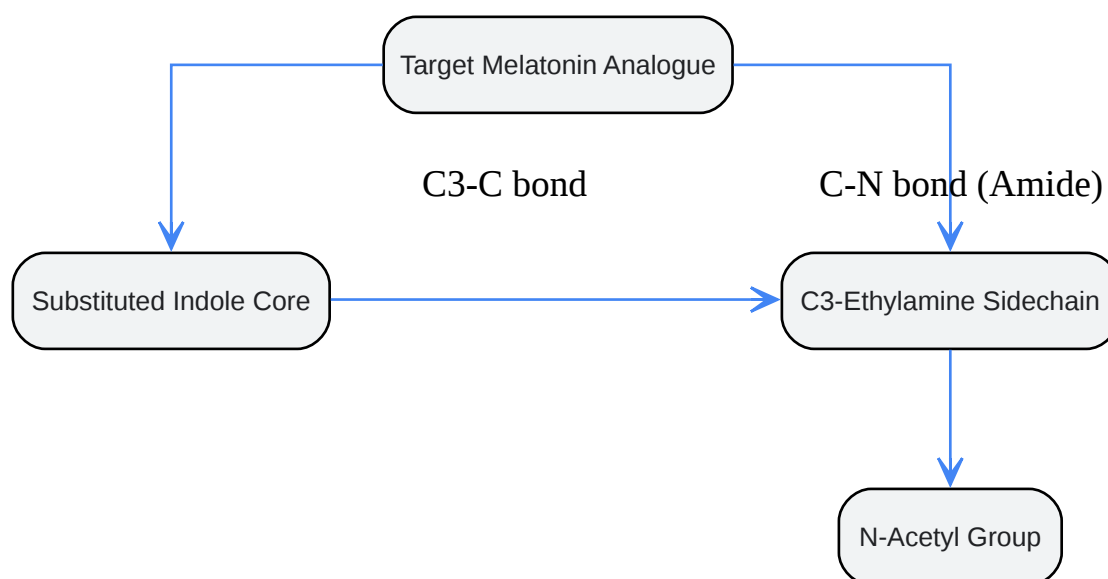 Target Melatonin Analogue
C3-C bond
C-N bond (Amide)
Substituted Indole Core
C3-Ethylamine Sidechain
N-Acetyl Group